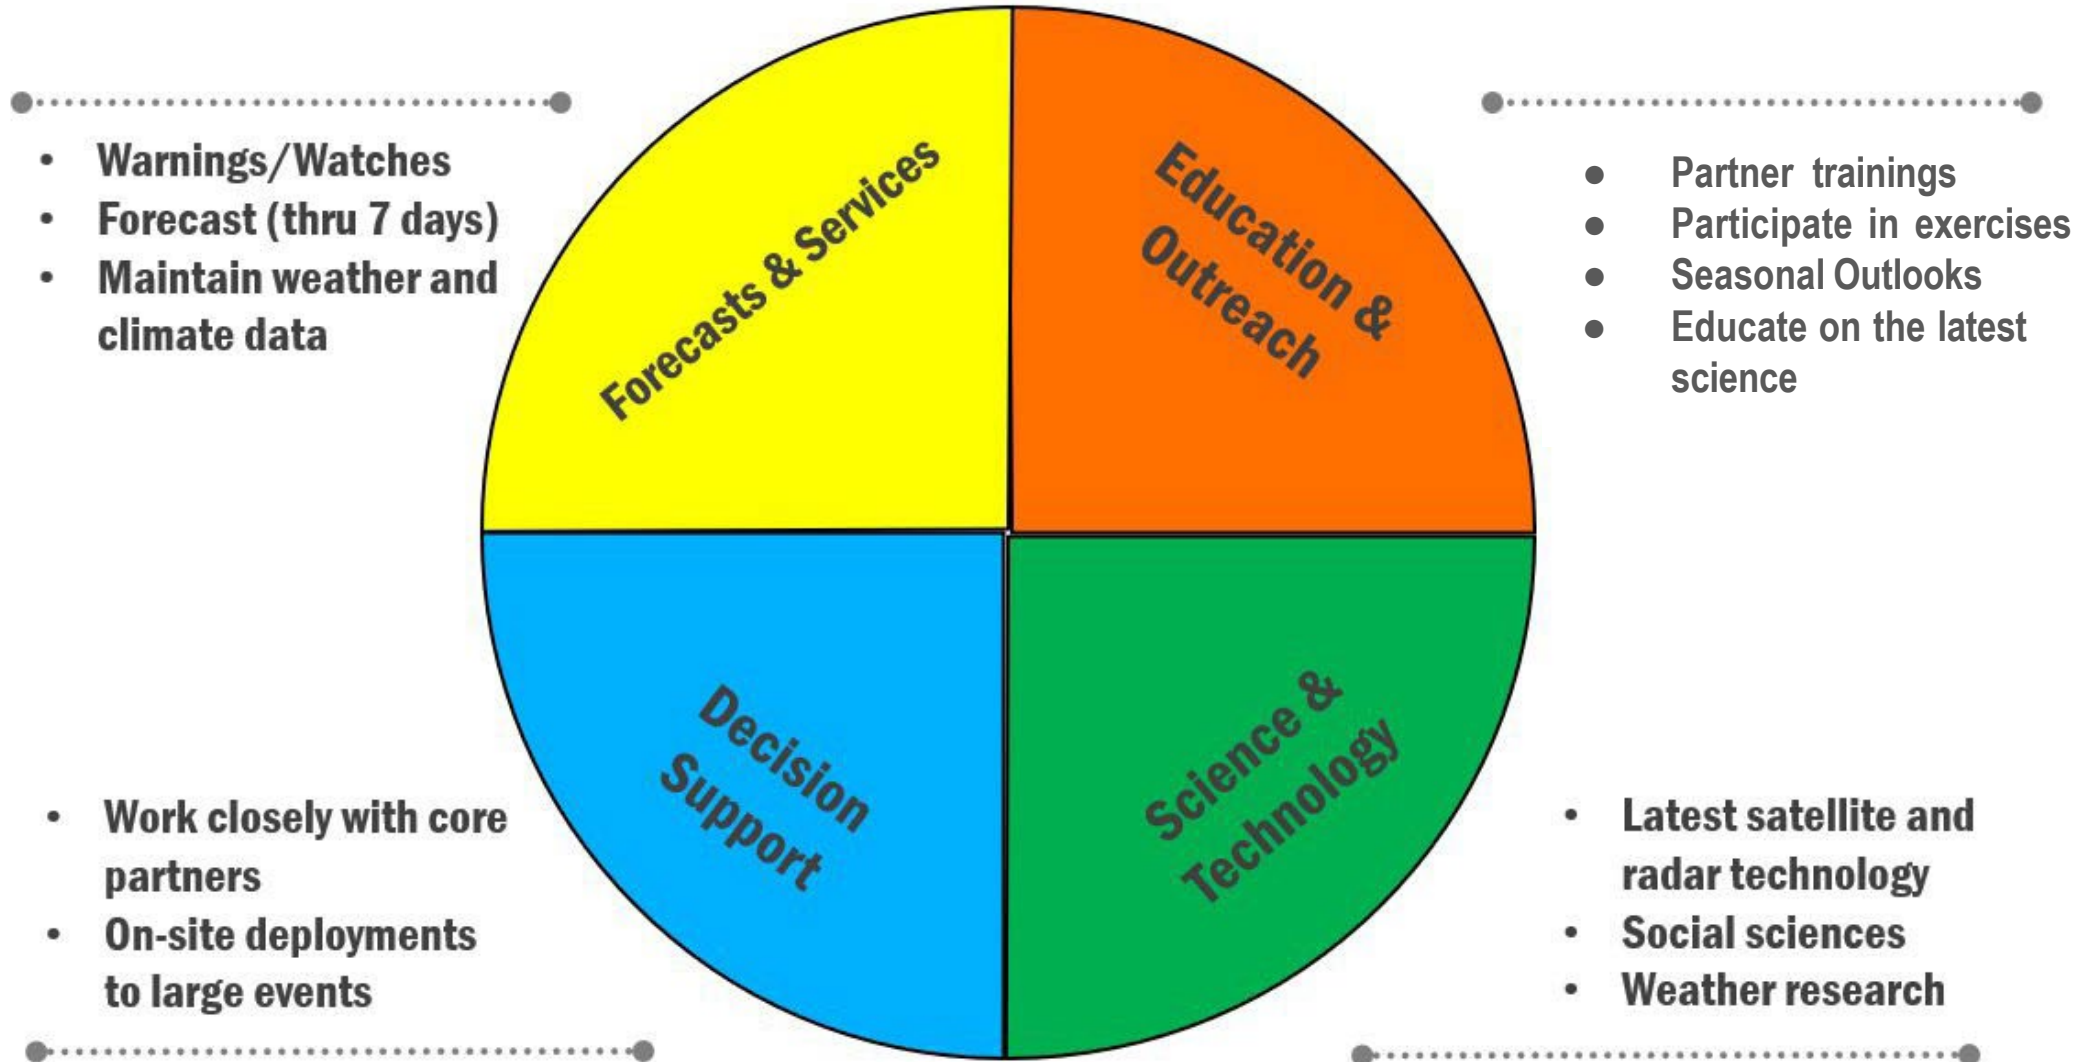 • Warnings/Watches
• Forecast (thru 7 days)
• Maintain weather and
climate data
Forecasts & Services
Education &
Outreach
● Partner trainings
● Participate in exercises
● Seasonal Outlooks
● Educate on the latest
science
• Work closely with core
partners
• On-site deployments
to large events
Decision
Support
Science &
Technology
• Latest satellite and
radar technology
• Social sciences
• Weather research